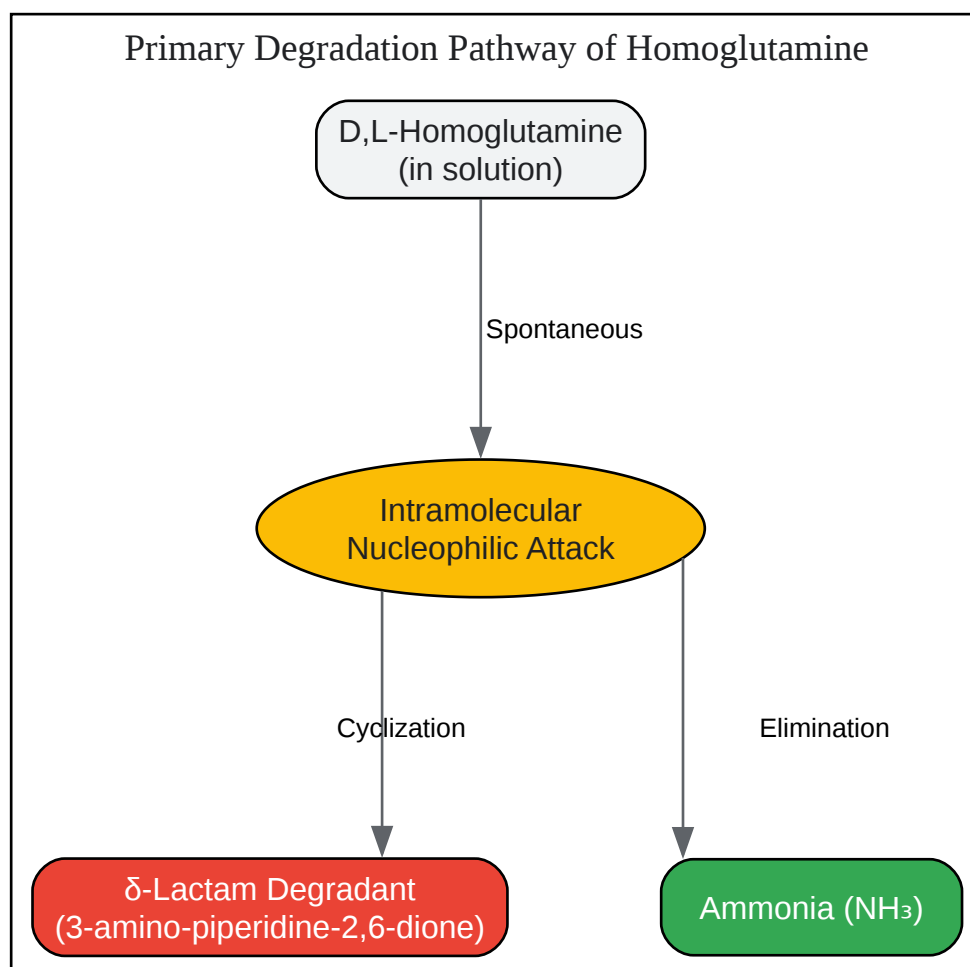 Primary Degradation Pathway of Homoglutamine
D,L-Homoglutamine
(in solution)
Spontaneous
Intramolecular
Nucleophilic Attack
Cyclization
Elimination
δ-Lactam Degradant
(3-amino-piperidine-2,6-dione)
Ammonia (NH₃)